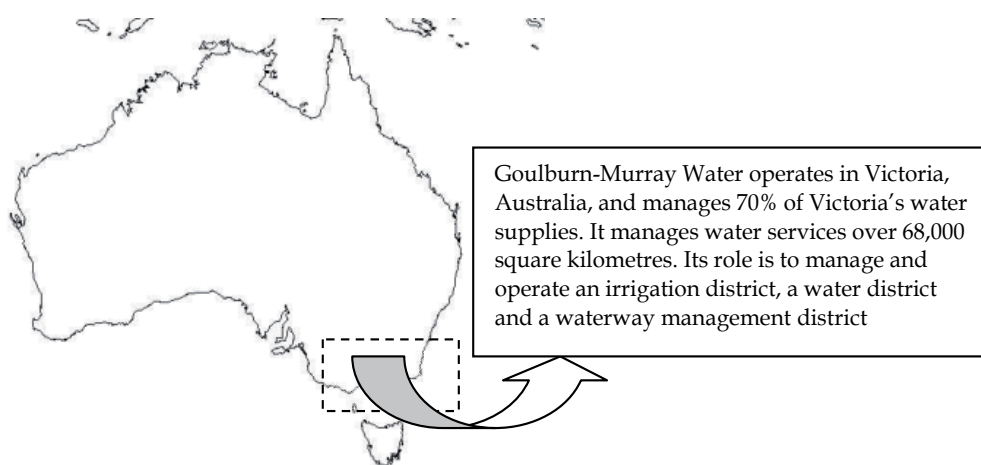 Goulburn-Murray Water operates in Victoria,
Australia, and manages 70% of Victoria’s water
supplies. It manages water services over 68,000
square kilometres. Its role is to manage and
operate an irrigation district, a water district
and a waterway management district